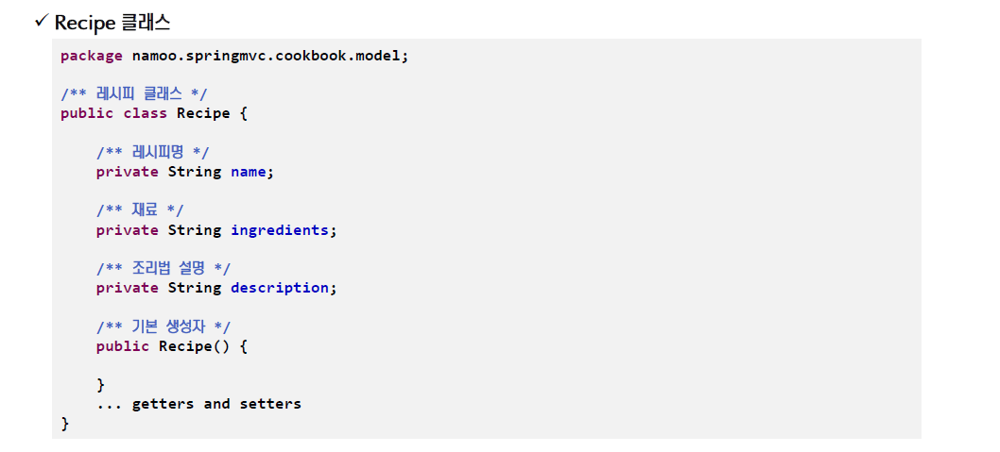 ✓ Recipe 클래스
package namoo.springmvc.cookbook.model;
/** 레시피 클래스 */
public class Recipe {
/** 레시피명 */
private String name;
/** 재료 */
private String ingredients;
/** 조리법 설명 */
private String description;
/** 기본 생성자 */
public Recipe() {
}
... getters and setters
}